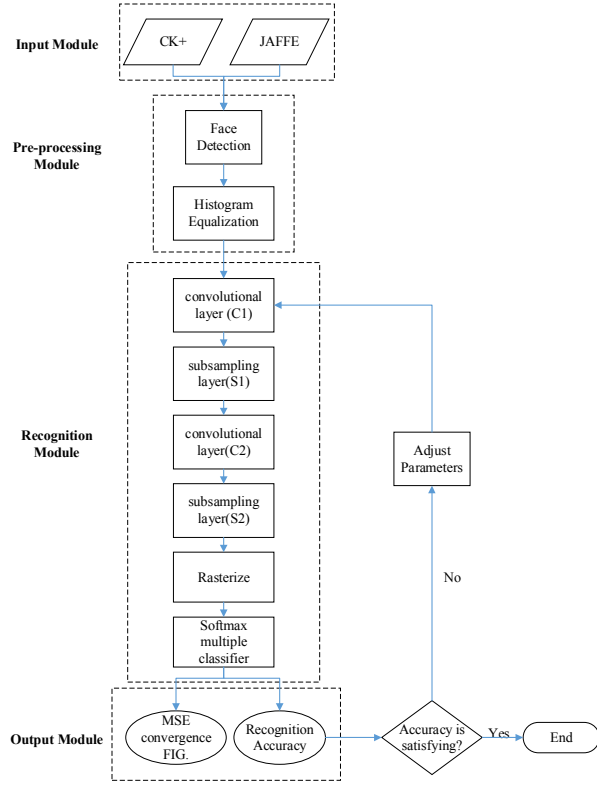 Input Module
CK+
JAFFE
Pre-processing
Module
Face
Detection
Histogram
Equalization
Recognition
Module
convolutional
layer (C1)
subsampling
layer(S1)
convolutional
layer(C2)
subsampling
layer(S2)
Rasterize
Softmax
multiple
classifier
Adjust
Parameters
No
Output Module
MSE
convergence
FIG.
Recognition
Accuracy
Accuracy is
satisfying?
Yes
End